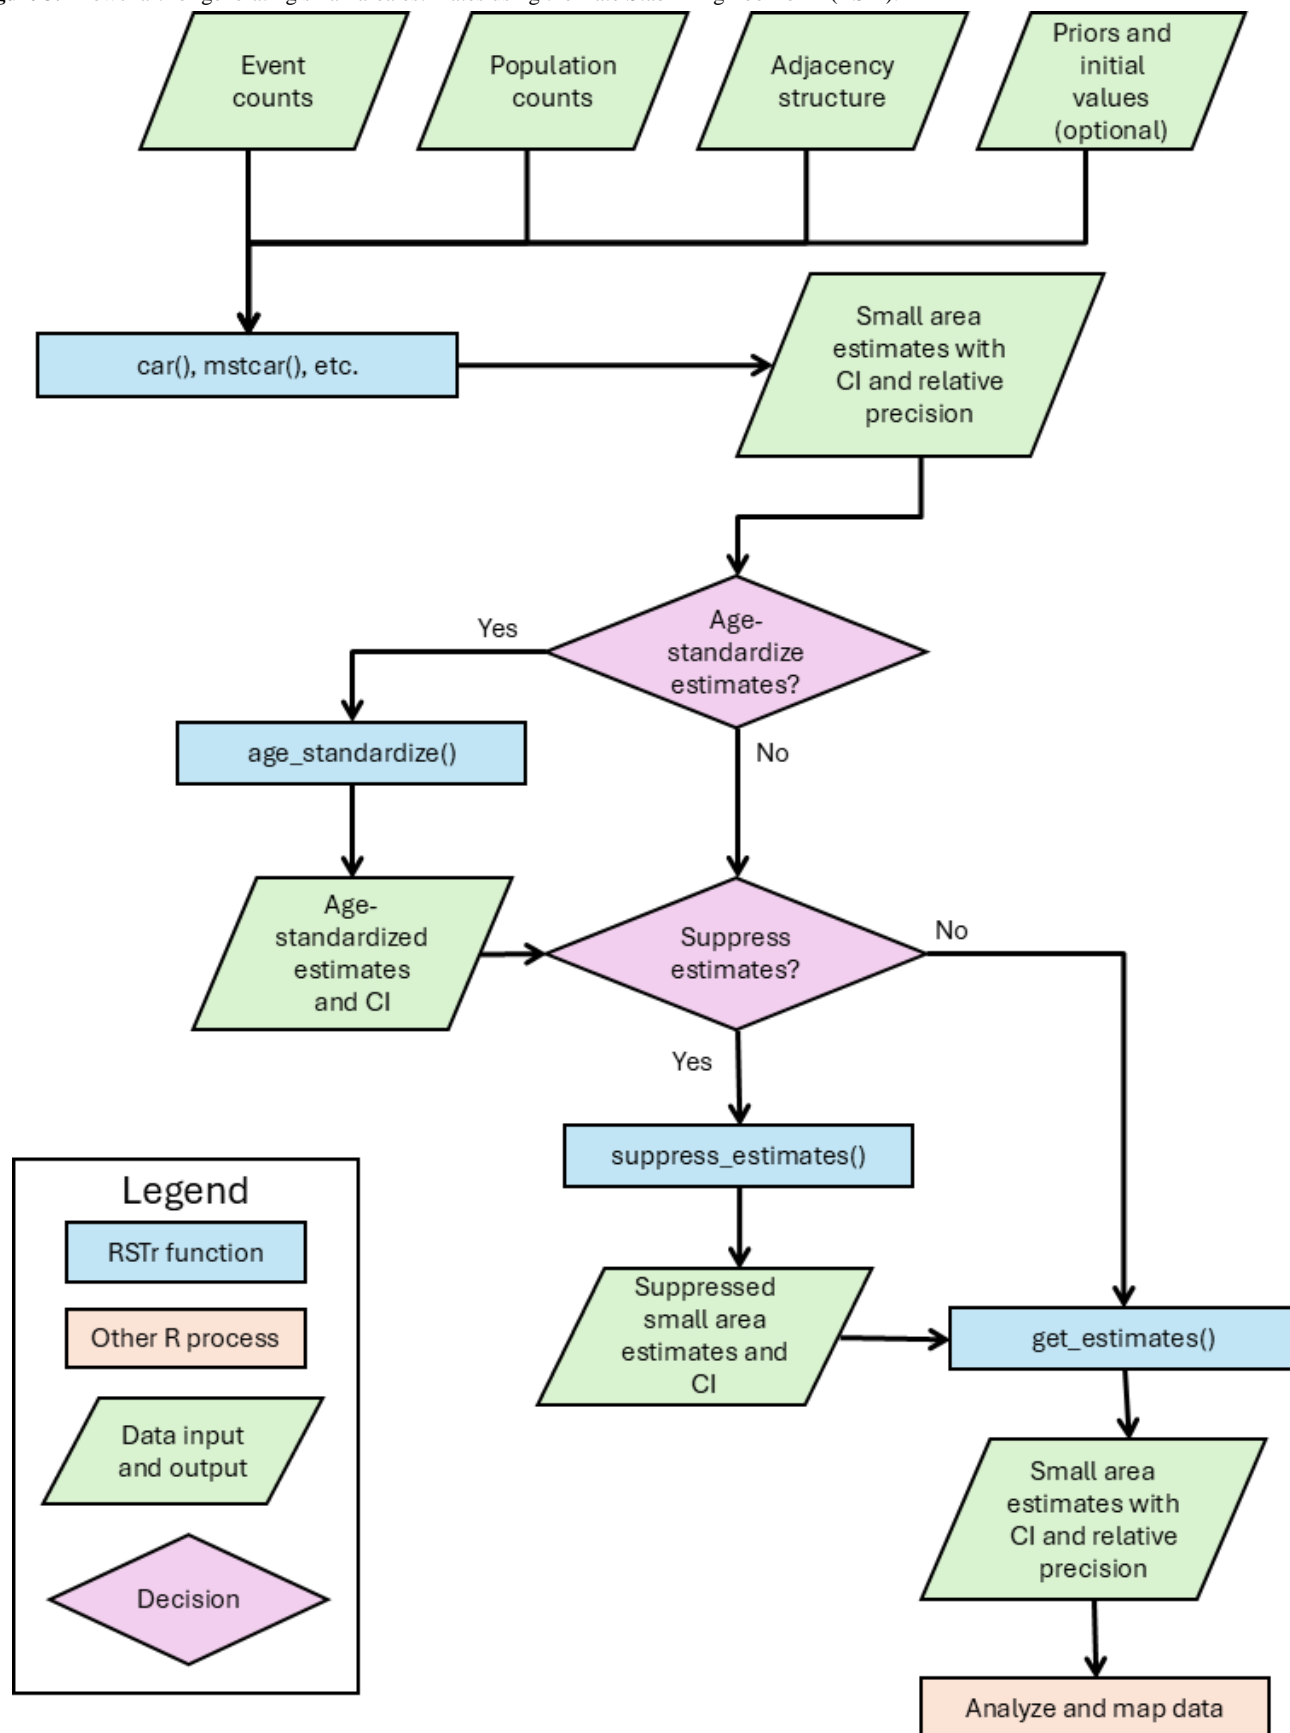 Event
counts
Population
counts
Adjacency
structure
Priors and
initial
values
(optional)
car(), mstcar(), etc.
Small area
estimates with
CI and relative
precision
Age-
standardize
estimates?
Yes
No
age_standardize()
Age-
standardized
estimates
and CI
Suppress
estimates?
No
Yes
suppress_estimates()
Suppressed
small area
estimates and
CI
get_estimates()
Small area
estimates with
CI and relative
precision
Analyze and map data
Legend
RSTr function
Other R process
Data input
and output
Decision